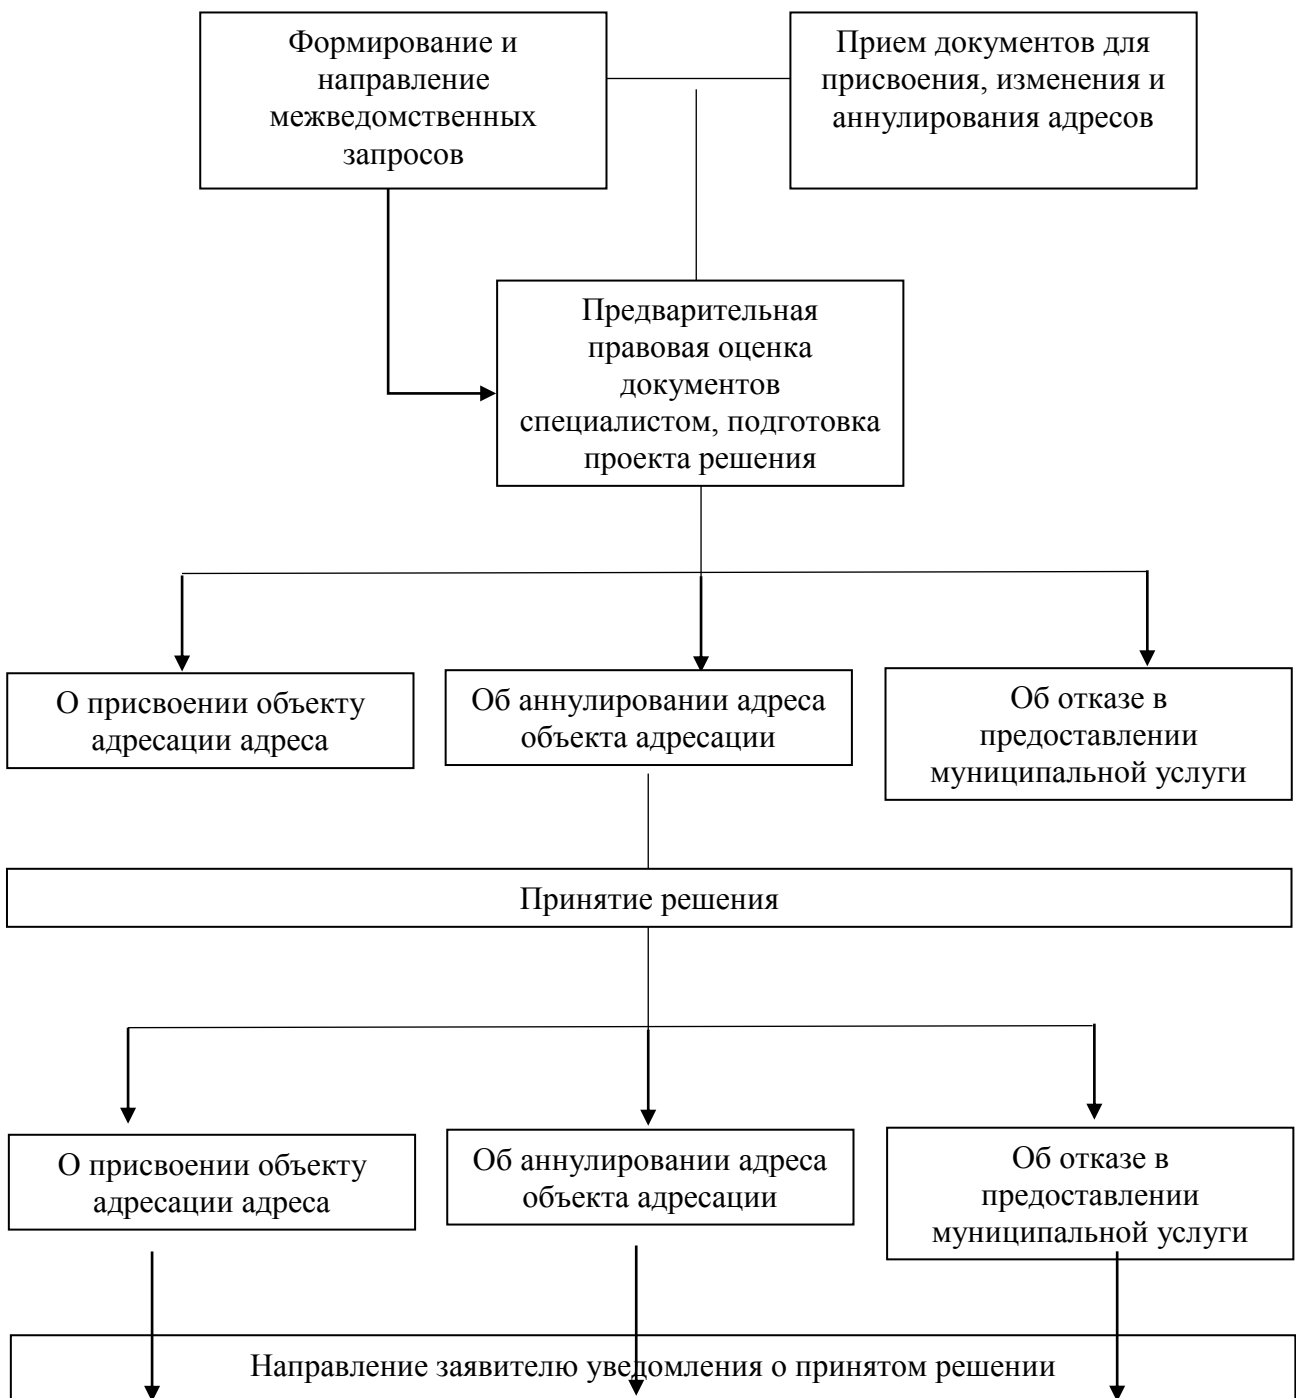 Формирование и
направление
межведомственных
запросов
Прием документов для
присвоения, изменения и
аннулирования адресов
Предварительная
правовая оценка
документов
специалистом, подготовка
проекта решения
О присвоении объекту
адресации адреса
Об аннулировании адреса
объекта адресации
Об отказе в
предоставлении
муниципальной услуги
Принятие решения
О присвоении объекту
адресации адреса
Об аннулировании адреса
объекта адресации
Об отказе в
предоставлении
муниципальной услуги
Направление заявителю уведомления о принятом решении